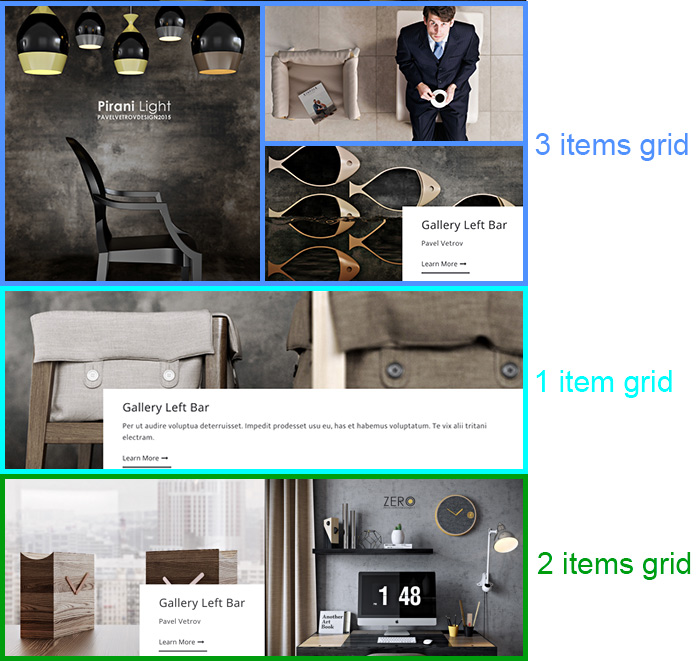 Pirani Light
PAVELVETROVDESIGN2015
Gallery Left Bar
Pavel Vetrov
Learn More
3 items grid
Gallery Left Bar
Per ut audire voluptua deterruisset. Impedit prodesset usu eu, has et habemus voluptatum. Te vix alii tritani
electram.
Learn More
1 item grid
ZERO
Gallery Left Bar
Pavel Vetrov
Learn More
1 48
Another
Art
Book
2 items grid